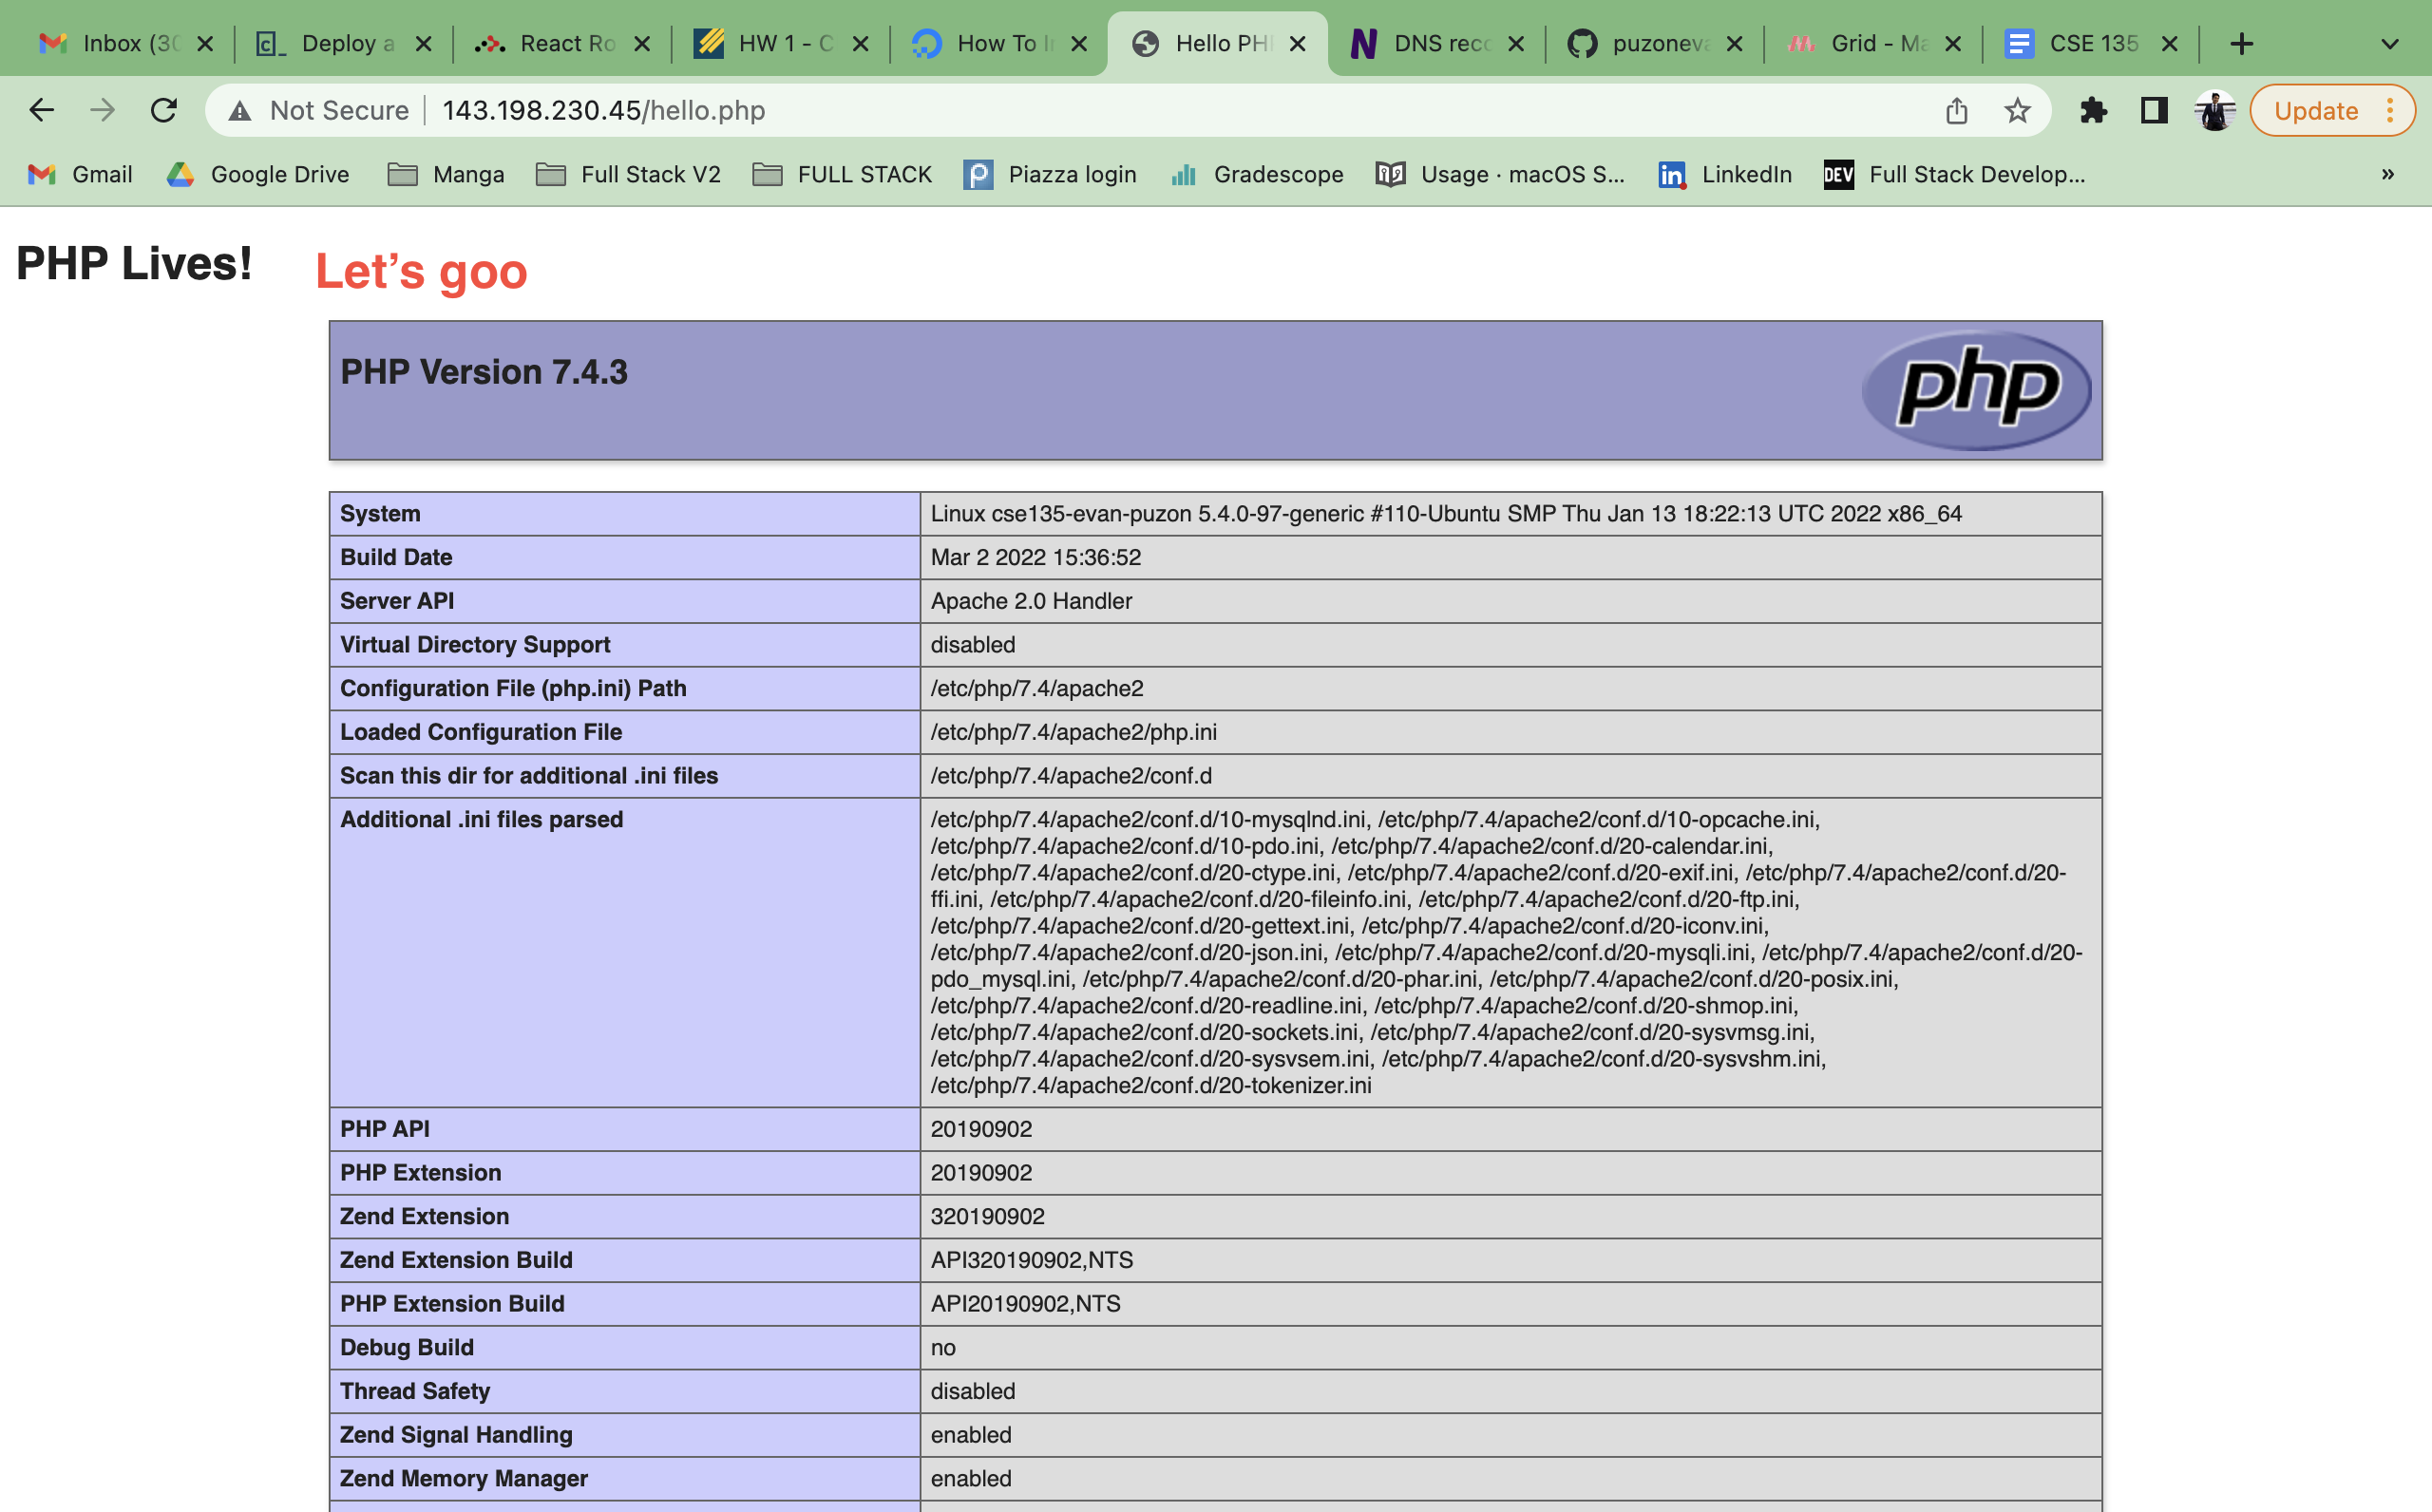 Inbox (30
Deploy a
React Ro
HW 1 - C
How To I
Hello PH
DNS reco
puzoneva
Grid - Ma
CSE 135
Not Secure
143.198.230.45/hello.php
Update
Gmail
Google Drive
Manga
Full Stack V2
FULL STACK
Piazza login
Gradescope
Usage · macOS S...
LinkedIn
DEV
Full Stack Develop...
»
PHP Lives!
Let’s goo
PHP Version 7.4.3
php
System
Linux cse135-evan-puzon 5.4.0-97-generic #110-Ubuntu SMP Thu Jan 13 18:22:13 UTC 2022 x86_64
Build Date
Mar 2 2022 15:36:52
Server API
Apache 2.0 Handler
Virtual Directory Support
disabled
Configuration File (php.ini) Path
/etc/php/7.4/apache2
Loaded Configuration File
/etc/php/7.4/apache2/php.ini
Scan this dir for additional .ini files
/etc/php/7.4/apache2/conf.d
Additional .ini files parsed
/etc/php/7.4/apache2/conf.d/10-mysqlnd.ini, /etc/php/7.4/apache2/conf.d/10-opcache.ini,
/etc/php/7.4/apache2/conf.d/10-pdo.ini, /etc/php/7.4/apache2/conf.d/20-calendar.ini,
/etc/php/7.4/apache2/conf.d/20-ctype.ini, /etc/php/7.4/apache2/conf.d/20-exif.ini, /etc/php/7.4/apache2/conf.d/20-
ffi.ini, /etc/php/7.4/apache2/conf.d/20-fileinfo.ini, /etc/php/7.4/apache2/conf.d/20-ftp.ini,
/etc/php/7.4/apache2/conf.d/20-gettext.ini, /etc/php/7.4/apache2/conf.d/20-iconv.ini,
/etc/php/7.4/apache2/conf.d/20-json.ini, /etc/php/7.4/apache2/conf.d/20-mysqli.ini, /etc/php/7.4/apache2/conf.d/20-
pdo_mysql.ini, /etc/php/7.4/apache2/conf.d/20-phar.ini, /etc/php/7.4/apache2/conf.d/20-posix.ini,
/etc/php/7.4/apache2/conf.d/20-readline.ini, /etc/php/7.4/apache2/conf.d/20-shmop.ini,
/etc/php/7.4/apache2/conf.d/20-sockets.ini, /etc/php/7.4/apache2/conf.d/20-sysvmsg.ini,
/etc/php/7.4/apache2/conf.d/20-sysvsem.ini, /etc/php/7.4/apache2/conf.d/20-sysvshm.ini,
/etc/php/7.4/apache2/conf.d/20-tokenizer.ini
PHP API
20190902
PHP Extension
20190902
Zend Extension
320190902
Zend Extension Build
API320190902,NTS
PHP Extension Build
API20190902,NTS
Debug Build
no
Thread Safety
disabled
Zend Signal Handling
enabled
Zend Memory Manager
enabled